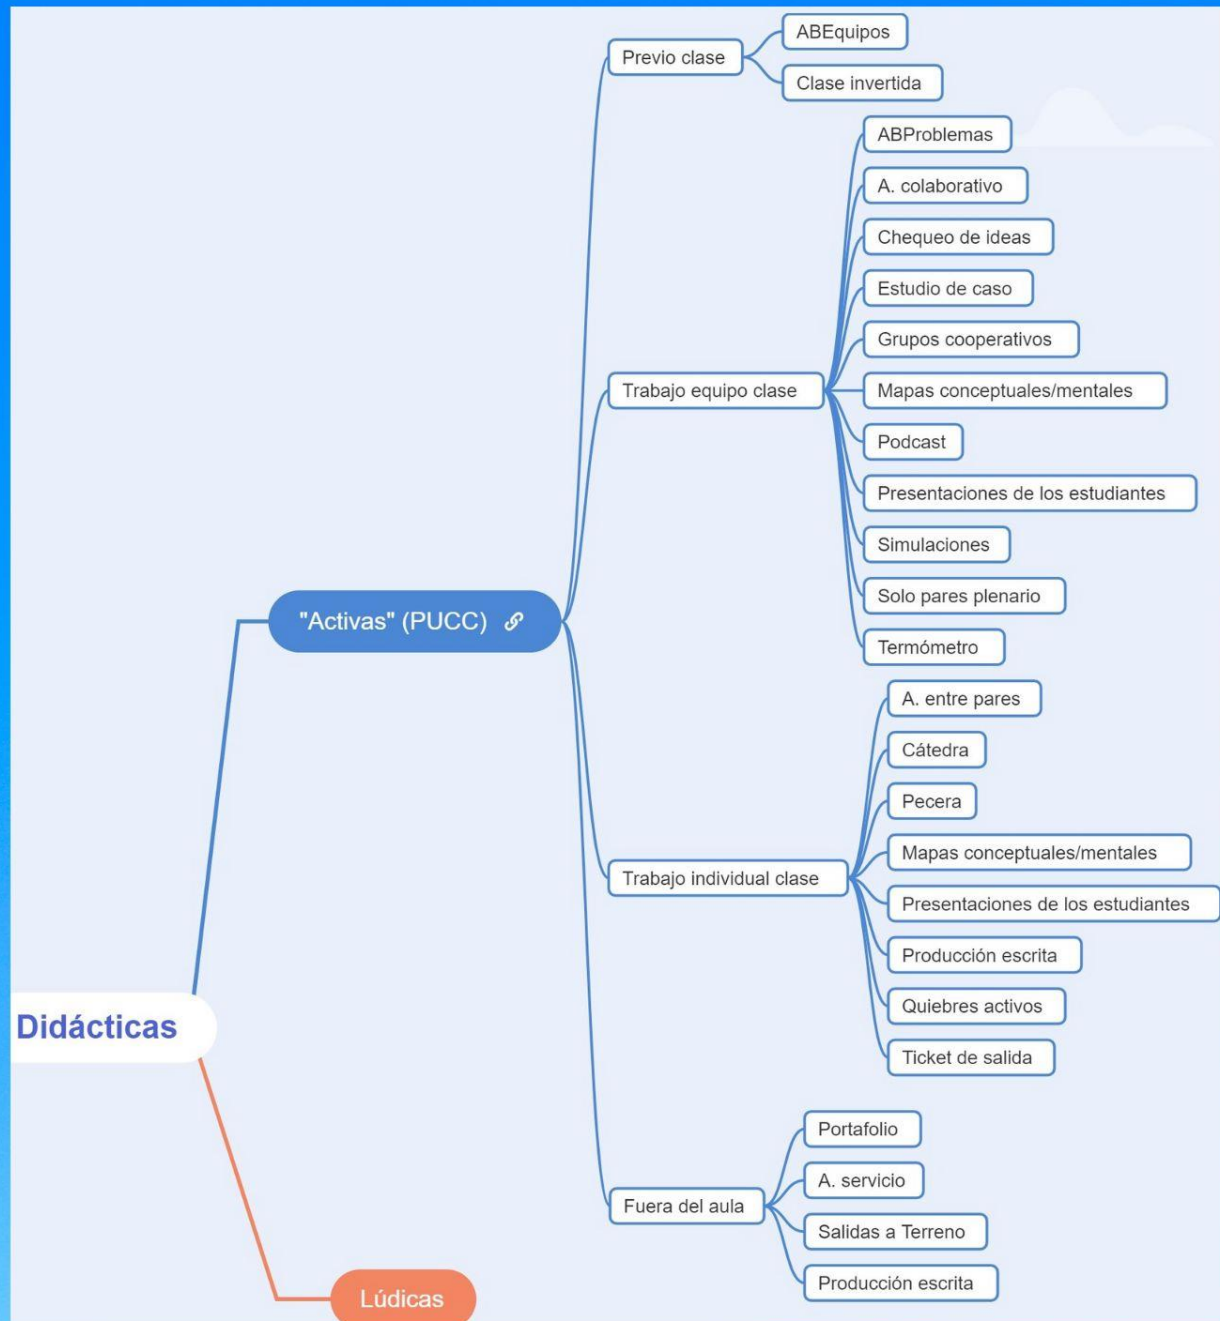 Didácticas
"Activas" (PUCC)
Previo clase
ABEquipos
Clase invertida
Trabajo equipo clase
ABProblemas
A. colaborativo
Chequeo de ideas
Estudio de caso
Grupos cooperativos
Mapas conceptuales/mentales
Podcast
Presentaciones de los estudiantes
Simulaciones
Solo pares plenario
Termómetro
Trabajo individual clase
A. entre pares
Cátedra
Pecera
Mapas conceptuales/mentales
Presentaciones de los estudiantes
Producción escrita
Quiebres activos
Ticket de salida
Fuera del aula
Portafolio
A. servicio
Salidas a Terreno
Producción escrita
Lúdicas